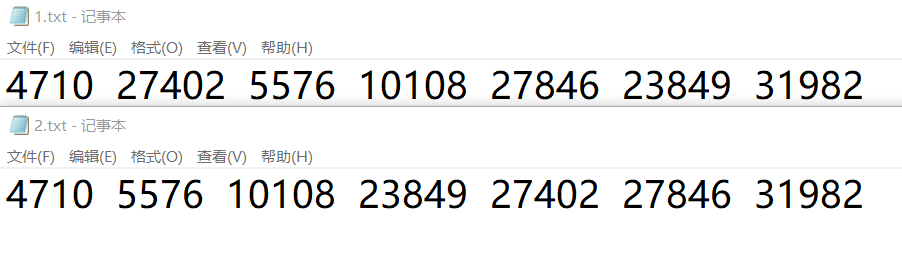 1.txt - 记事本
文件(F) 编辑(E) 格式(O) 查看(V) 帮助(H)
4710 27402 5576 10108 27846 23849 31982
2.txt - 记事本
文件(F) 编辑(E) 格式(O) 查看(V) 帮助(H)
4710 5576 10108 23849 27402 27846 31982